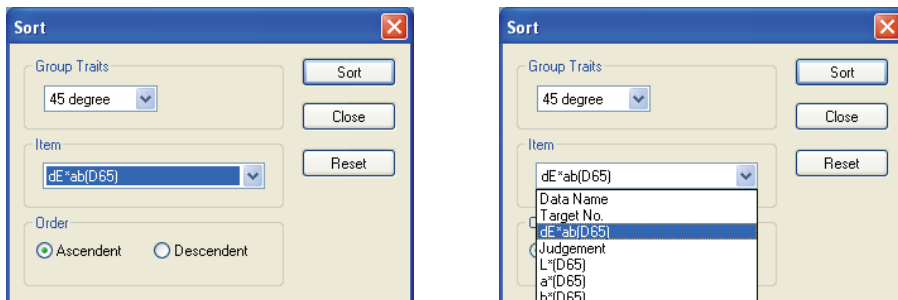 Sort
Group Traits
45 degree
Sort
Close
Item
Reset
dE*ab(D65)
Order
Ascendent Descendent
Sort
Group Traits
45 degree
Sort
Close
Item
Reset
dE*ab(D65)
Data Name
Target No.
dE*ab(D65)
Judgement
L*(D65)
a*(D65)
b*(D65)